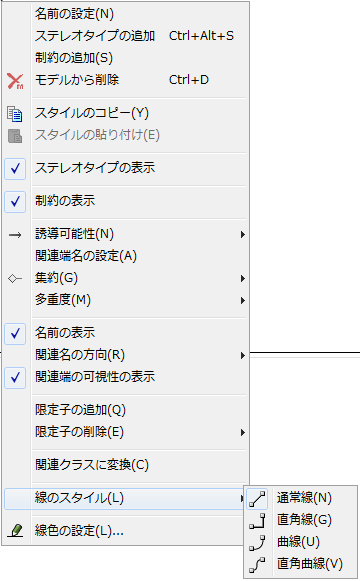 名前の設定(N)
ステレオタイプの追加 Ctrl+Alt+S
制約の追加(S)
モデルから削除 Ctrl+D
スタイルのコピー(Y)
スタイルの貼り付け(E)
ステレオタイプの表示
制約の表示
誘導可能性(N)
関連端名の設定(A)
集約(G)
多重度(M)
名前の表示
関連名の方向(R)
関連端の可視性の表示
限定子の追加(Q)
限定子の削除(E)
関連クラスに変換(C)
線のスタイル(L)
通常線(N)
直角線(G)
曲線(U)
直角曲線(V)
線色の設定(L)...